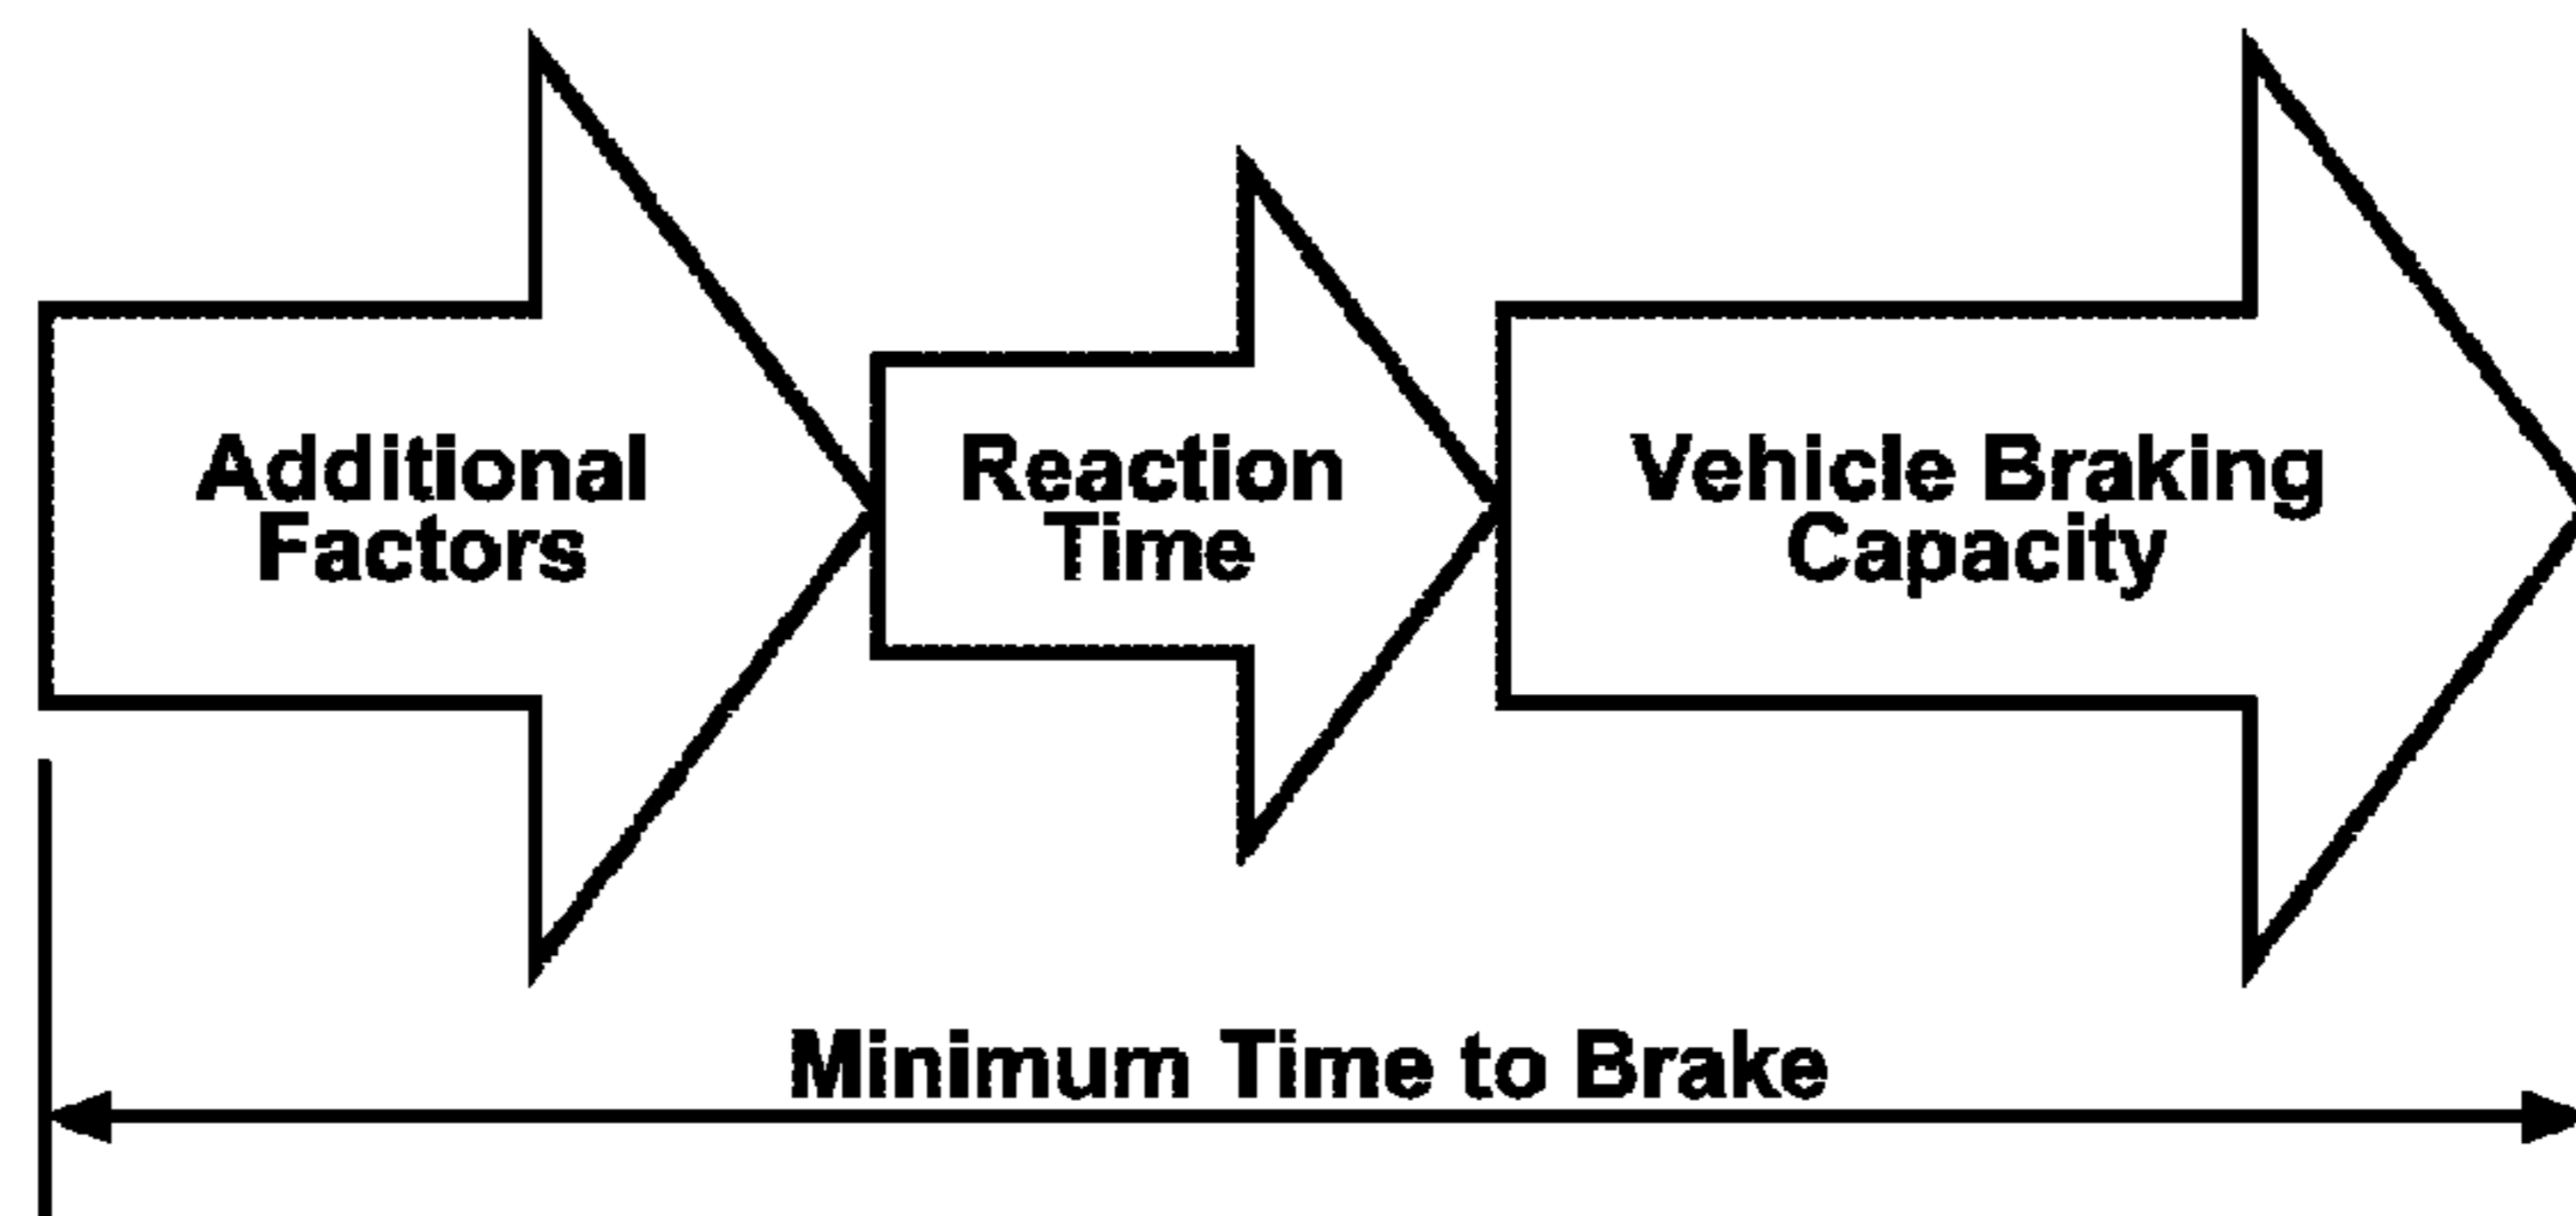 Additional
Factors
Reaction
Time
Vehicle Braking
Capacity
Minimum Time to Brake